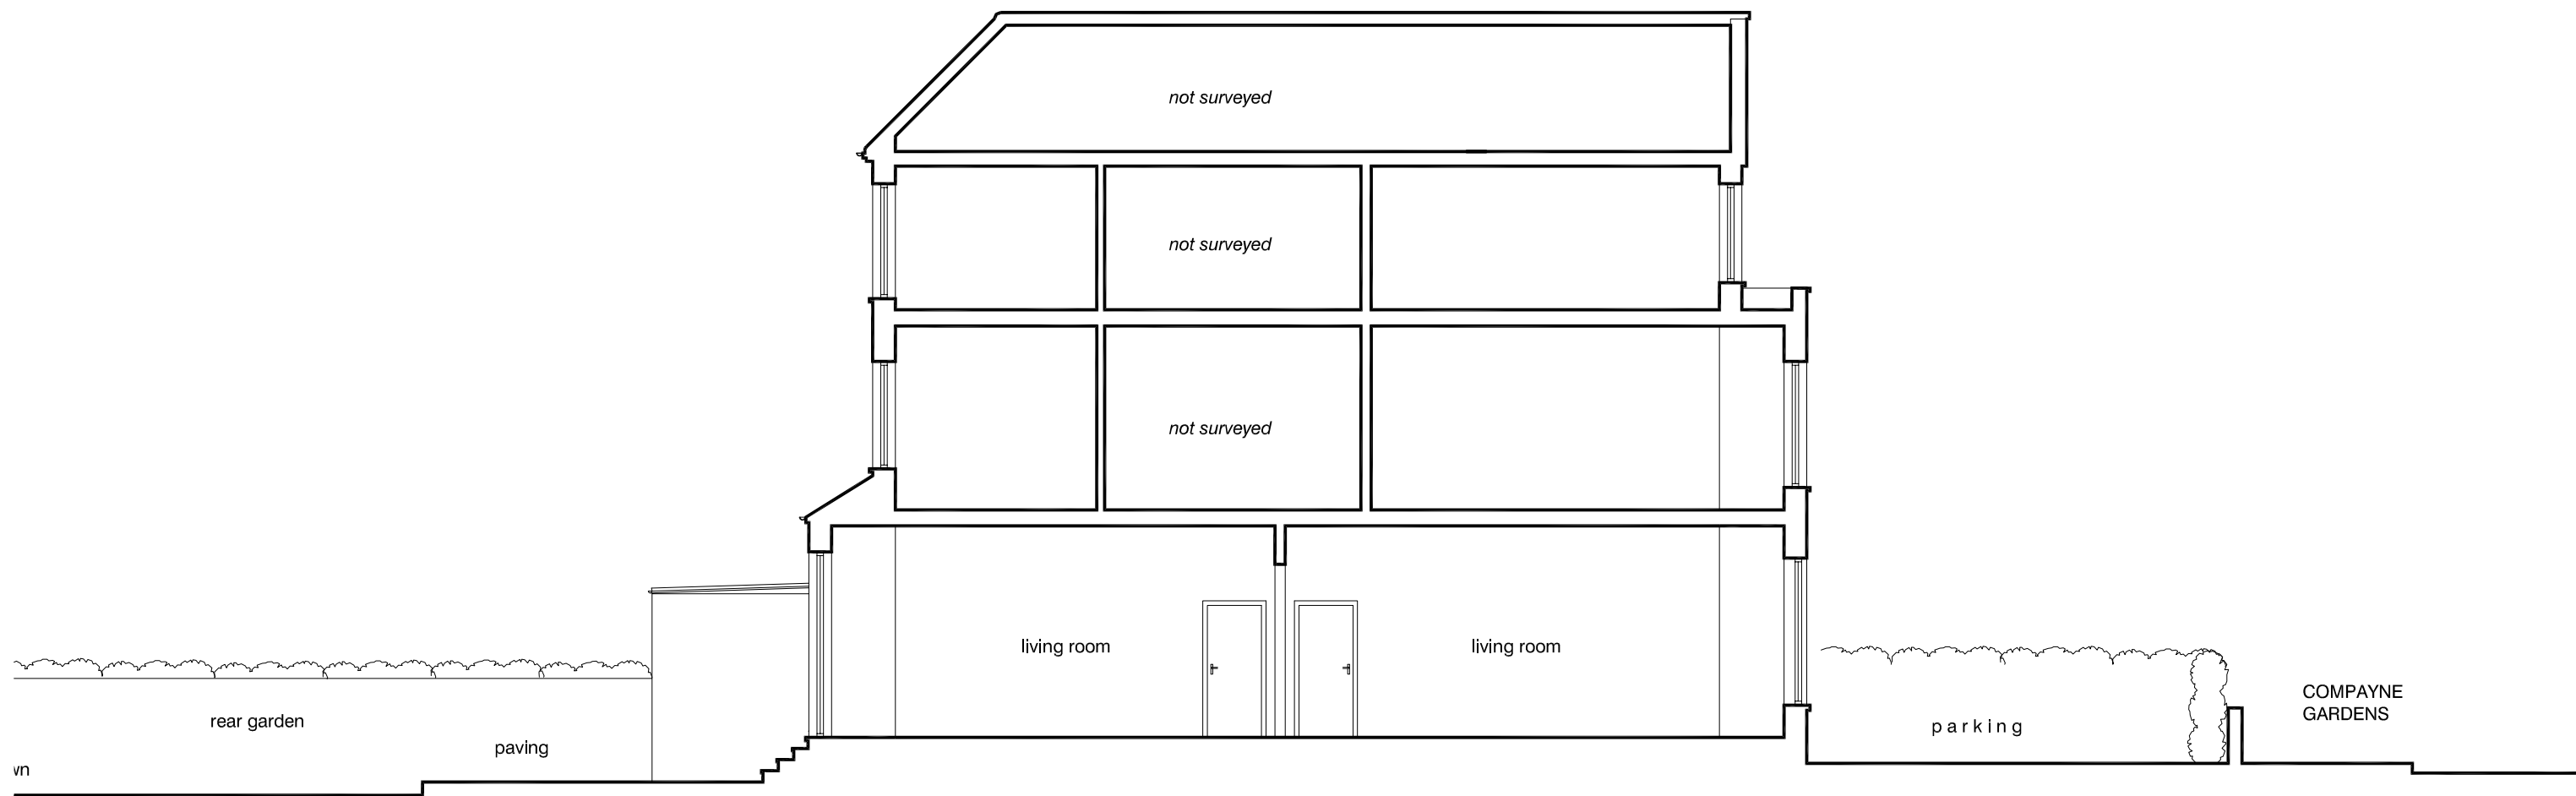 not surveyed
not surveyed
not surveyed
living room
living room
rear garden
paving
parking
COMPAYNE
GARDENS